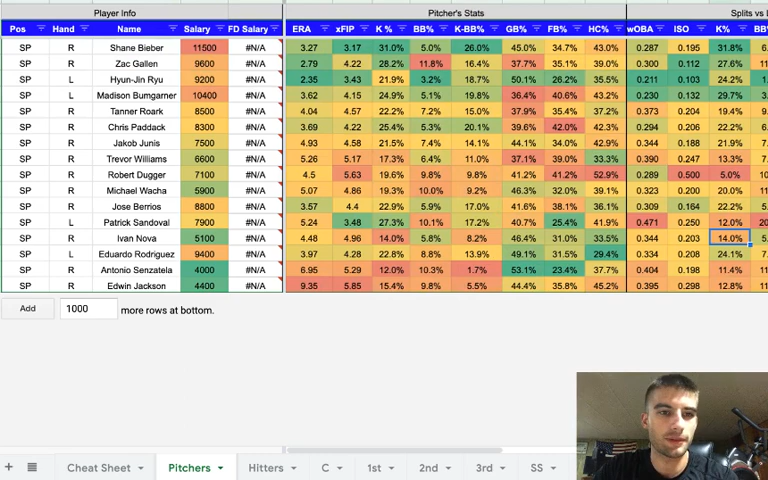 Player Info Pitcher's Stats Splits vs
Pos Hand Name Salary FD Salary ERA xFIP K % BB% K-BB% GB% FB% HC% wOBA ISO K% BB%
SP R Shane Bieber 11500 #N/A 3.27 3.17 31.0% 5.0% 26.0% 45.0% 34.7% 43.0% 0.287 0.195 31.8% 6.
SP R Zac Gallen 9600 #N/A 2.79 4.22 28.2% 11.8% 16.4% 37.7% 35.1% 38.7% 0.300 0.112 27.6% 11
SP L Hyun-Jin Ryu 9200 #N/A 2.35 3.43 21.9% 3.2% 18.7% 50.1% 26.2% 35.5% 0.211 0.103 24.2% 1.
SP L Madison Bumgarner 10400 #N/A 3.62 4.15 24.9% 5.1% 19.8% 36.4% 40.6% 43.2% 0.230 0.132 29.7% 3.
SP R Tanner Roark 8500 #N/A 4.04 4.57 22.2% 7.2% 15.0% 37.9% 35.4% 37.2% 0.373 0.204 19.4% 9.
SP R Chris Paddack 8300 #N/A 3.69 4.22 25.4% 5.3% 20.1% 39.6% 42.0% 42.3% 0.294 0.206 22.2% 6.
SP R Jakob Junis 7500 #N/A 4.93 4.58 21.5% 7.4% 14.1% 44.1% 34.0% 42.9% 0.344 0.188 21.9% 7.
SP R Trevor Williams 6600 #N/A 5.26 5.17 17.3% 6.4% 11.0% 37.1% 39.0% 33.3% 0.390 0.247 13.3% 7.
SP R Robert Dugger 7100 #N/A 4.5 5.63 19.6% 9.8% 9.8% 41.2% 41.2% 52.9% 0.288 0.500 5.0% 10
SP R Michael Wacha 5900 #N/A 5.07 4.86 19.3% 10.0% 9.2% 46.3% 32.0% 39.1% 0.323 0.200 20.0% 11
SP R Jose Berrios 8800 #N/A 3.57 4.4 22.9% 5.9% 17.0% 41.6% 38.1% 36.1% 0.309 0.164 22.2% 5.
SP L Patrick Sandoval 7900 #N/A 5.24 3.48 27.3% 10.1% 17.2% 40.7% 25.4% 41.9% 0.471 0.250 12.0% 20
SP R Ivan Nova 5100 #N/A 4.48 4.96 14.0% 5.8% 8.2% 46.4% 31.0% 33.5% 0.344 0.203 14.0% 5.
SP L Eduardo Rodriguez 9400 #N/A 3.97 4.28 22.8% 8.8% 13.9% 49.1% 31.5% 29.4% 0.334 0.208 24.1% 6.
SP R Antonio Senzatela 4000 #N/A 6.95 5.29 12.0% 10.3% 1.7% 53.1% 23.4% 37.7% 0.404 0.198 11.4% 11
SP R Edwin Jackson 4400 #N/A 9.35 5.85 15.4% 9.8% 5.5% 44.4% 35.8% 45.2% 0.395 0.298 12.8% 11
Add 1000 more rows at bottom.
+ Cheat Sheet Pitchers Hitters C 1st 2nd 3rd SS